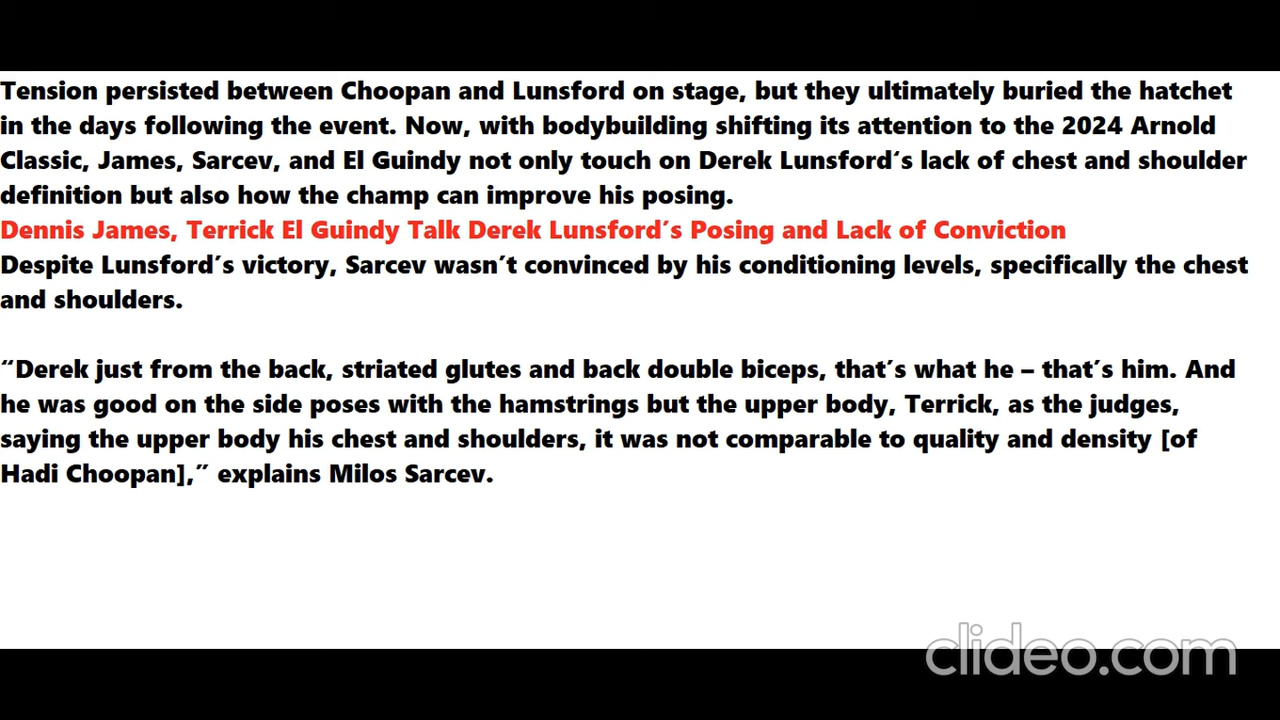 Tension persisted between Choopan and Lunsford on stage, but they ultimately buried the hatchet
in the days following the event. Now, with bodybuilding shifting its attention to the 2024 Arnold
Classic, James, Sarcev, and El Guindy not only touch on Derek Lunsford’s lack of chest and shoulder
definition but also how the champ can improve his posing.
Dennis James, Terrick El Guindy Talk Derek Lunsford’s Posing and Lack of Conviction
Despite Lunsford’s victory, Sarcev wasn’t convinced by his conditioning levels, specifically the chest
and shoulders.
“Derek just from the back, striated glutes and back double biceps, that’s what he – that’s him. And
he was good on the side poses with the hamstrings but the upper body, Terrick, as the judges,
saying the upper body his chest and shoulders, it was not comparable to quality and density [of
Hadi Choopan],” explains Milos Sarcev.
clideo.com